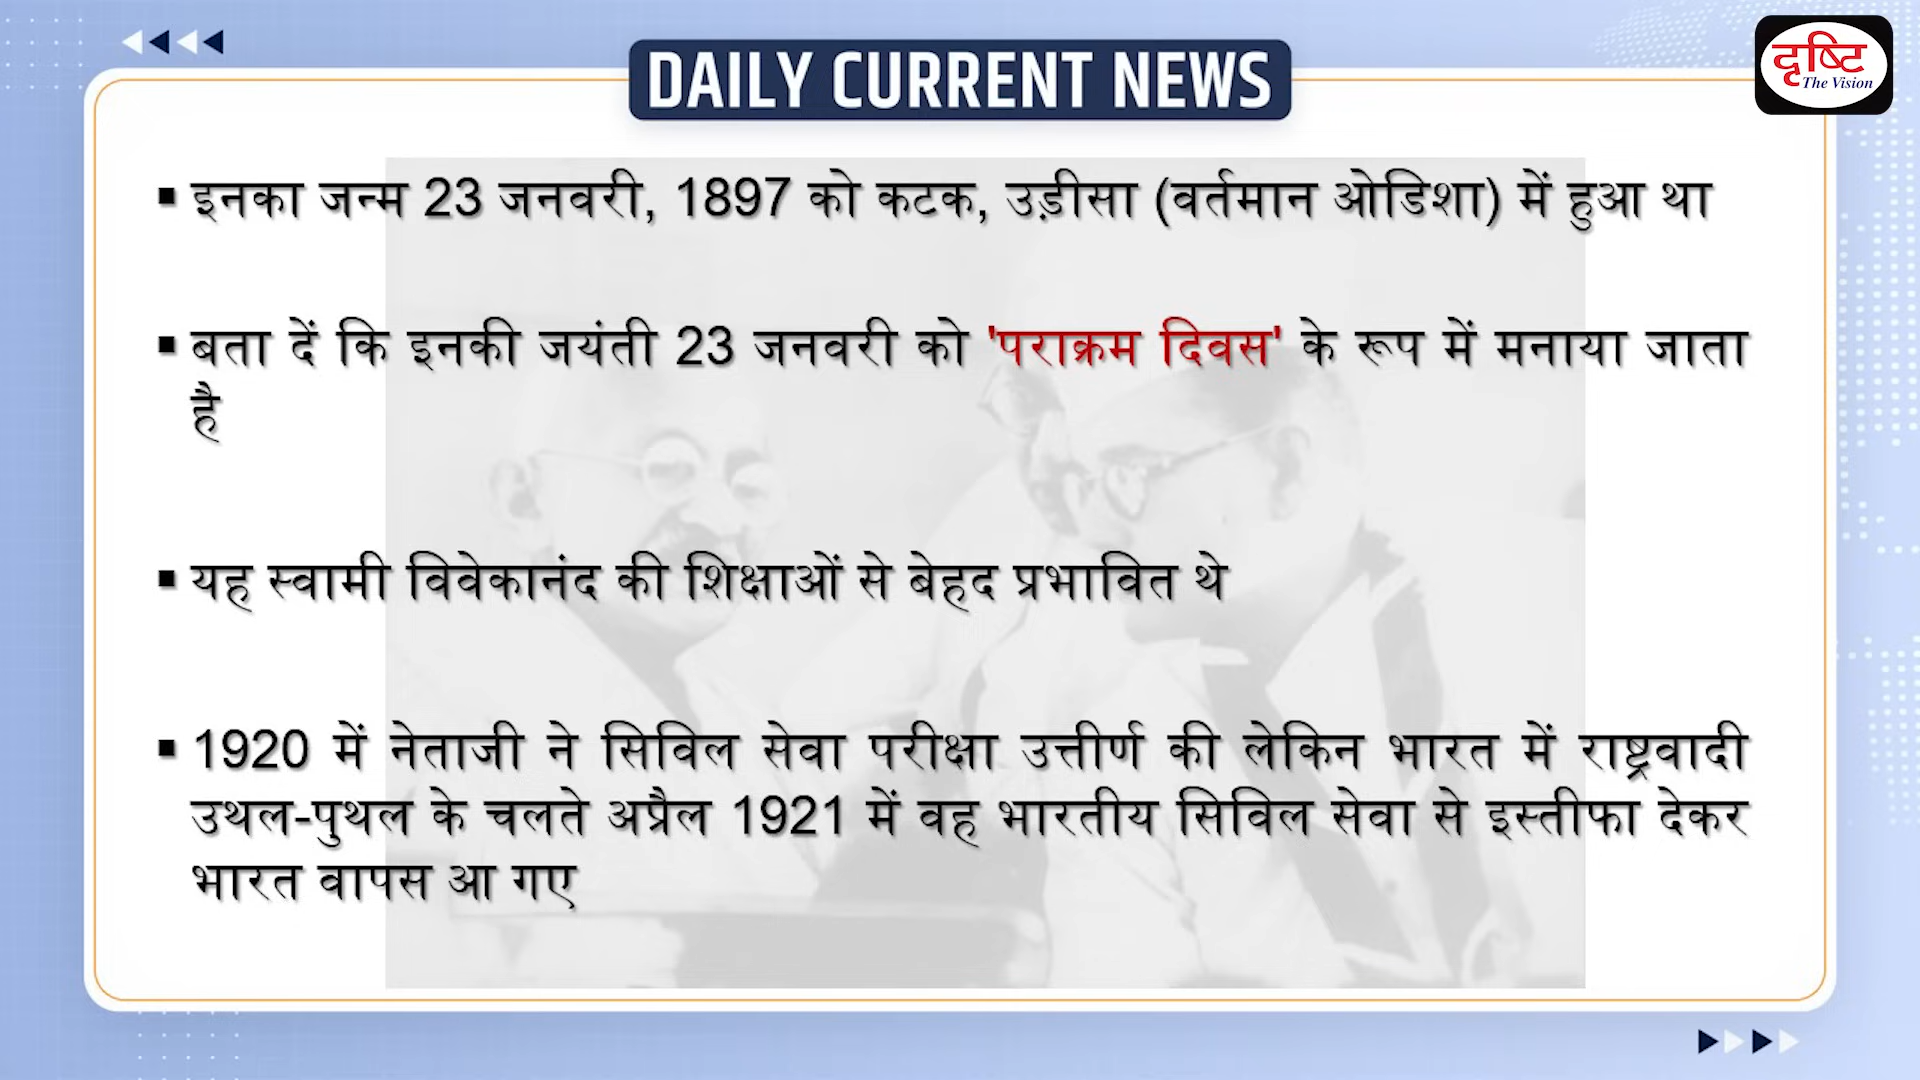 DAILY CURRENT NEWS
दृष्टि
The Vision
▪ इनका जन्म 23 जनवरी, 1897 को कटक, उड़ीसा (वर्तमान ओडिशा) में हुआ था
▪ बता दें कि इनकी जयंती 23 जनवरी को 'पराक्रम दिवस' के रूप में मनाया जाता
है
▪ यह स्वामी विवेकानंद की शिक्षाओं से बेहद प्रभावित थे
▪ 1920 में नेताजी ने सिविल सेवा परीक्षा उत्तीर्ण की लेकिन भारत में राष्ट्रवादी
उथल-पुथल के चलते अप्रैल 1921 में वह भारतीय सिविल सेवा से इस्तीफा देकर
भारत वापस आ गए